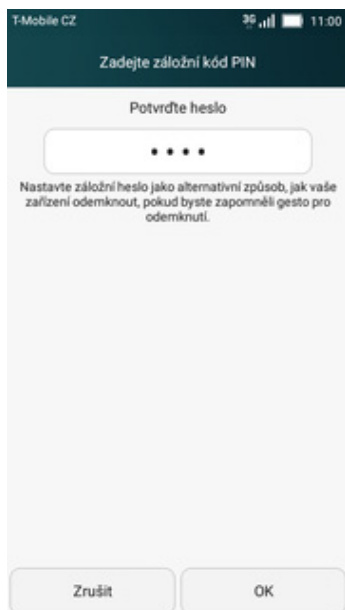 T-Mobile CZ 3G 11:00
Zadejte záložní kód PIN
Potvrďte heslo
Nastavte záložní heslo jako alternativní způsob, jak vaše
zařízení odemknout, pokud byste zapomněli gesto pro
odemknutí.
Zrušit OK